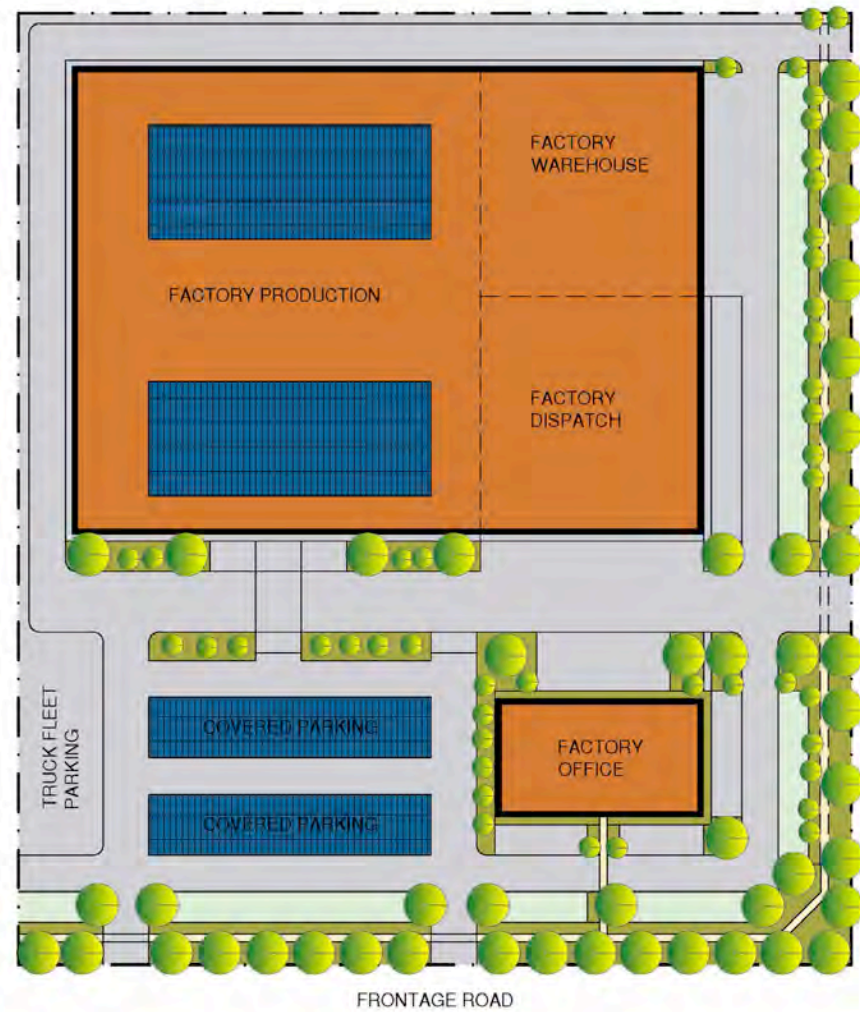 FACTORY
WAREHOUSE
FACTORY PRODUCTION
FACTORY
DISPATCH
TRUCK FLEET
PARKING
COVERED PARKING
COVERED PARKING
FACTORY
OFFICE
FRONTAGE ROAD